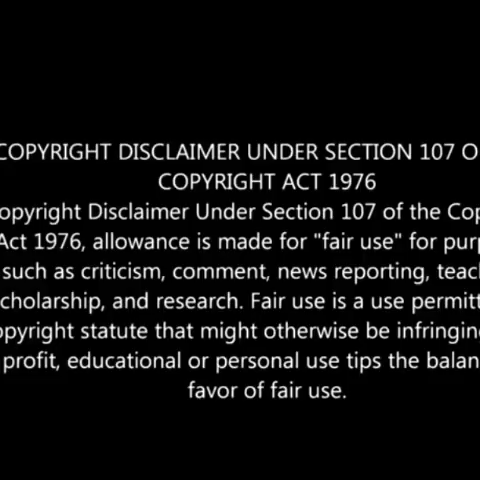 COPYRIGHT DISCLAIMER UNDER SECTION 107 O
COPYRIGHT ACT 1976
opyright Disclaimer Under Section 107 of the Cop
Act 1976, allowance is made for "fair use" for purp
such as criticism, comment, news reporting, teac
cholarship, and research. Fair use is a use permitt
opyright statute that might otherwise be infringin
profit, educational or personal use tips the balan
favor of fair use.